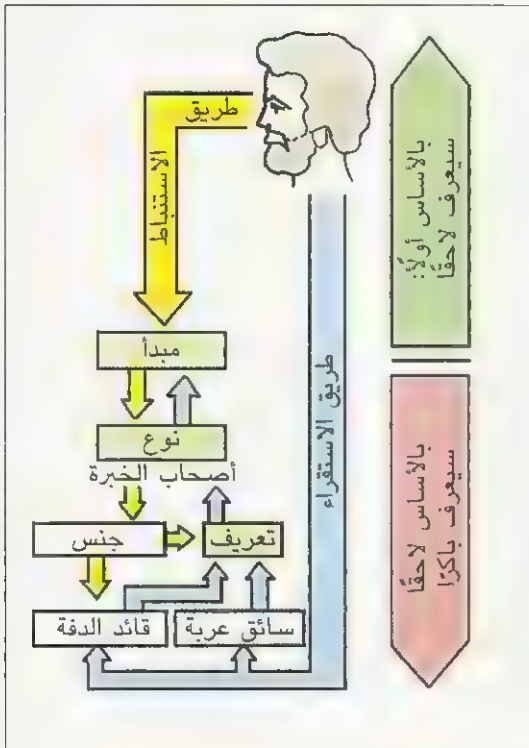 طريق
الاستنباط
مبدأ
نوع
أصحاب الخبرة
جنس
تعريف
قائد الدفة
سائق عربة
طريق الاستقراء
بالأساس أولًا:
سيعرف لاحقًا
بالأساس لاحقًا
سيعرف باكرًا